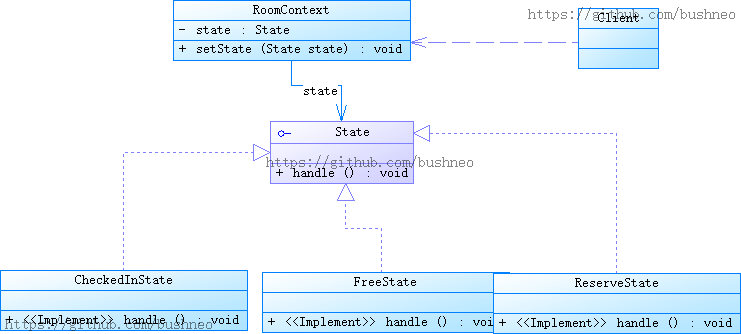 RoomContext
- state : State
+ setState (State state) : void
https://github.com/bushneo
Client
state
State
https://github.com/bushneo
+ handle () : void
CheckedInState
+ <<Implement>> handle () : void
https://github.com/bushneo
FreeState
+ <<Implement>> handle () : void
ReserveState
+ <<Implement>> handle () : void